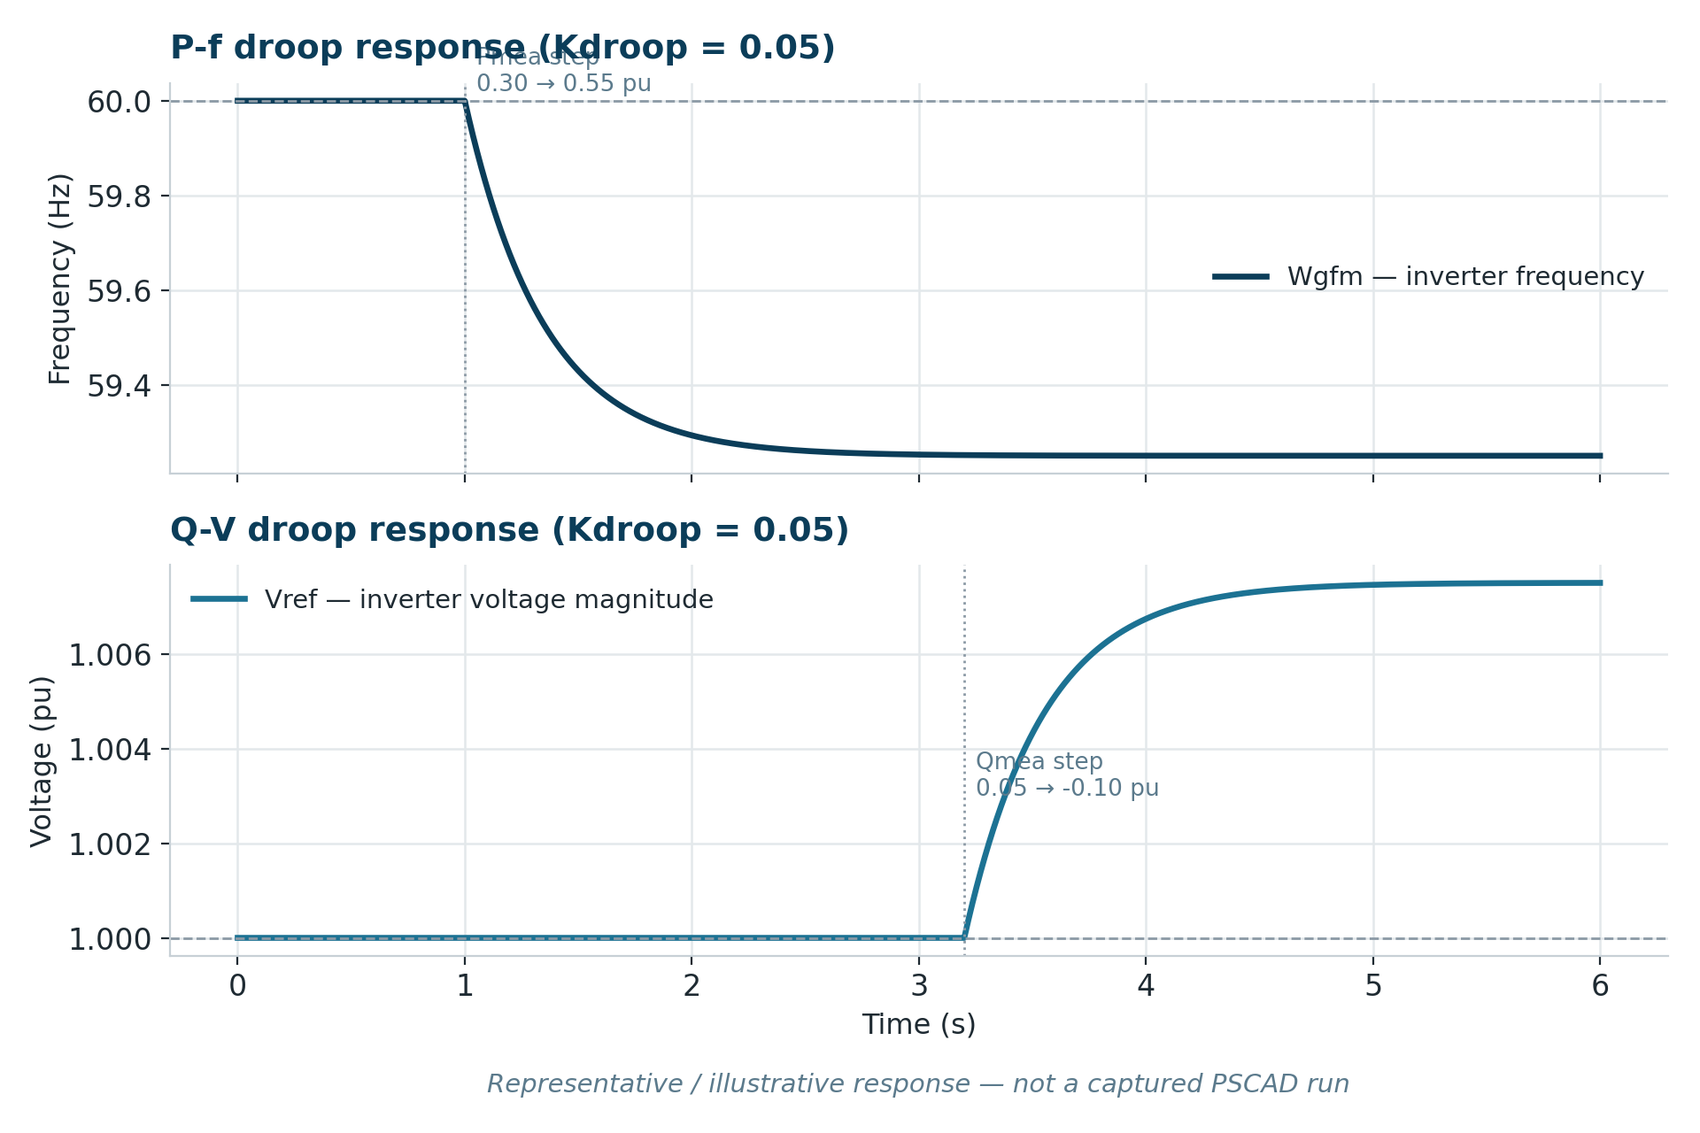 P-f droop response (Kdroop = 0.05)
Pmea step
0.30 → 0.55 pu
60.0
59.8
59.6
59.4
Frequency (Hz)
Wgfm — inverter frequency
Q-V droop response (Kdroop = 0.05)
Vref — inverter voltage magnitude
1.006
1.004
1.002
1.000
Voltage (pu)
Qmea step
0.05 → -0.10 pu
0 1 2 3 4 5 6
Time (s)
Representative / illustrative response — not a captured PSCAD run